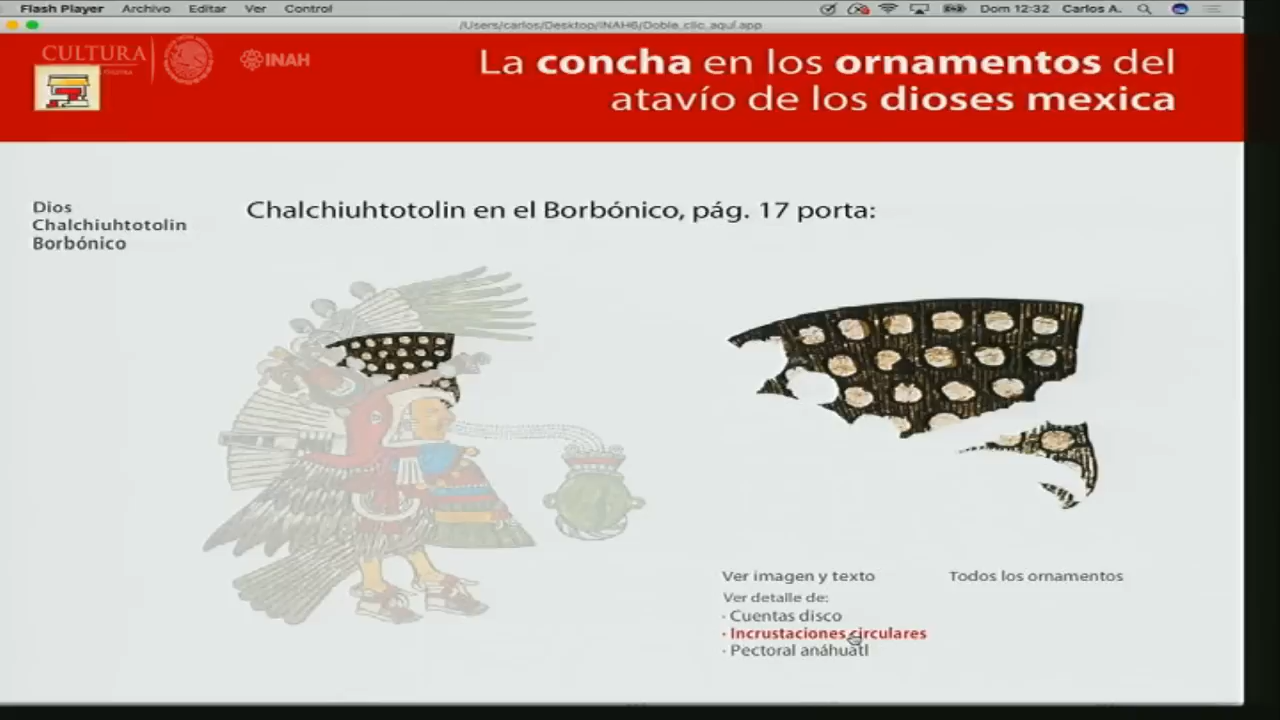 Flash Player Archivo Editar Ver Control Dom 12:32 Carlos A.
/Users/carlos/Desktop/INAH6/Doble_clic_aquí.app
CULTURA
INAH
La concha en los ornamentos del
atavío de los dioses mexica
Dios
Chalchiuhtotolin
Borbónico
Chalchiuhtotolin en el Borbónico, pág. 17 porta:
Ver imagen y texto
Todos los ornamentos
Ver detalle de:
· Cuentas disco
· Incrustaciones circulares
· Pectoral anáhuatl